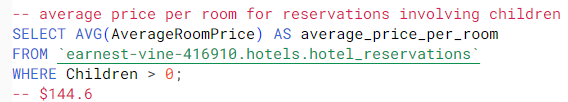 -- average price per room for reservations involving children
SELECT AVG(AverageRoomPrice) AS average_price_per_room
FROM `earnest-vine-416910.hotels.hotel_reservations`
WHERE Children > 0;
-- $144.6